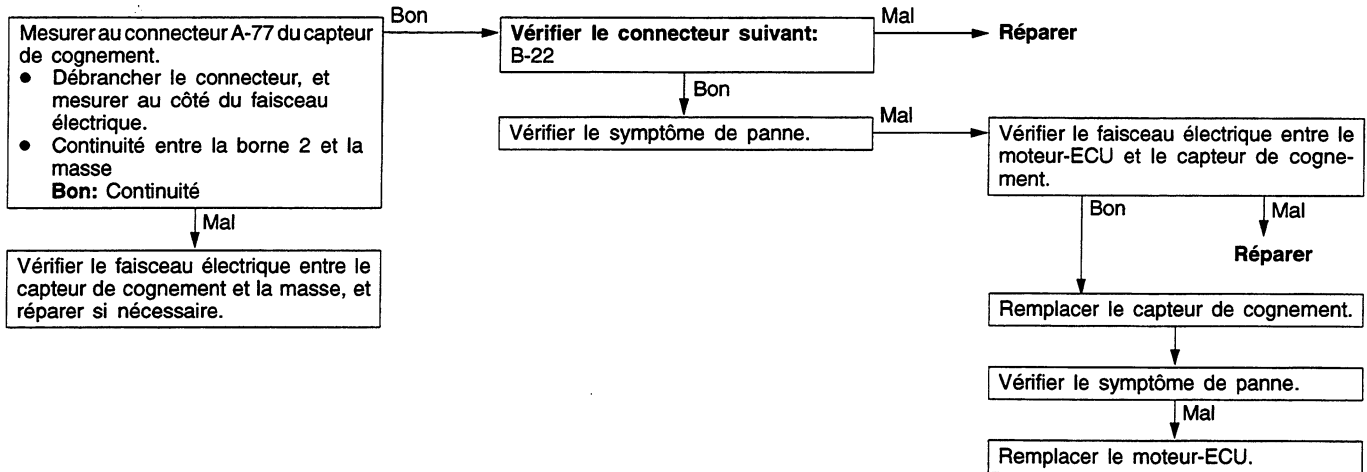 Mesurer au connecteur A-77 du capteur
de cognement.
● Débrancher le connecteur, et
mesurer au côté du faisceau
électrique.
● Continuité entre la borne 2 et la
masse
Bon: Continuité
Bon
Vérifier le connecteur suivant:
B-22
Mal
Réparer
Bon
Vérifier le symptôme de panne.
Mal
Vérifier le faisceau électrique entre le
moteur-ECU et le capteur de cogne-
ment.
Mal
Vérifier le faisceau électrique entre le
capteur de cognement et la masse, et
réparer si nécessaire.
Bon
Mal
Réparer
Remplacer le capteur de cognement.
Vérifier le symptôme de panne.
Mal
Remplacer le moteur-ECU.